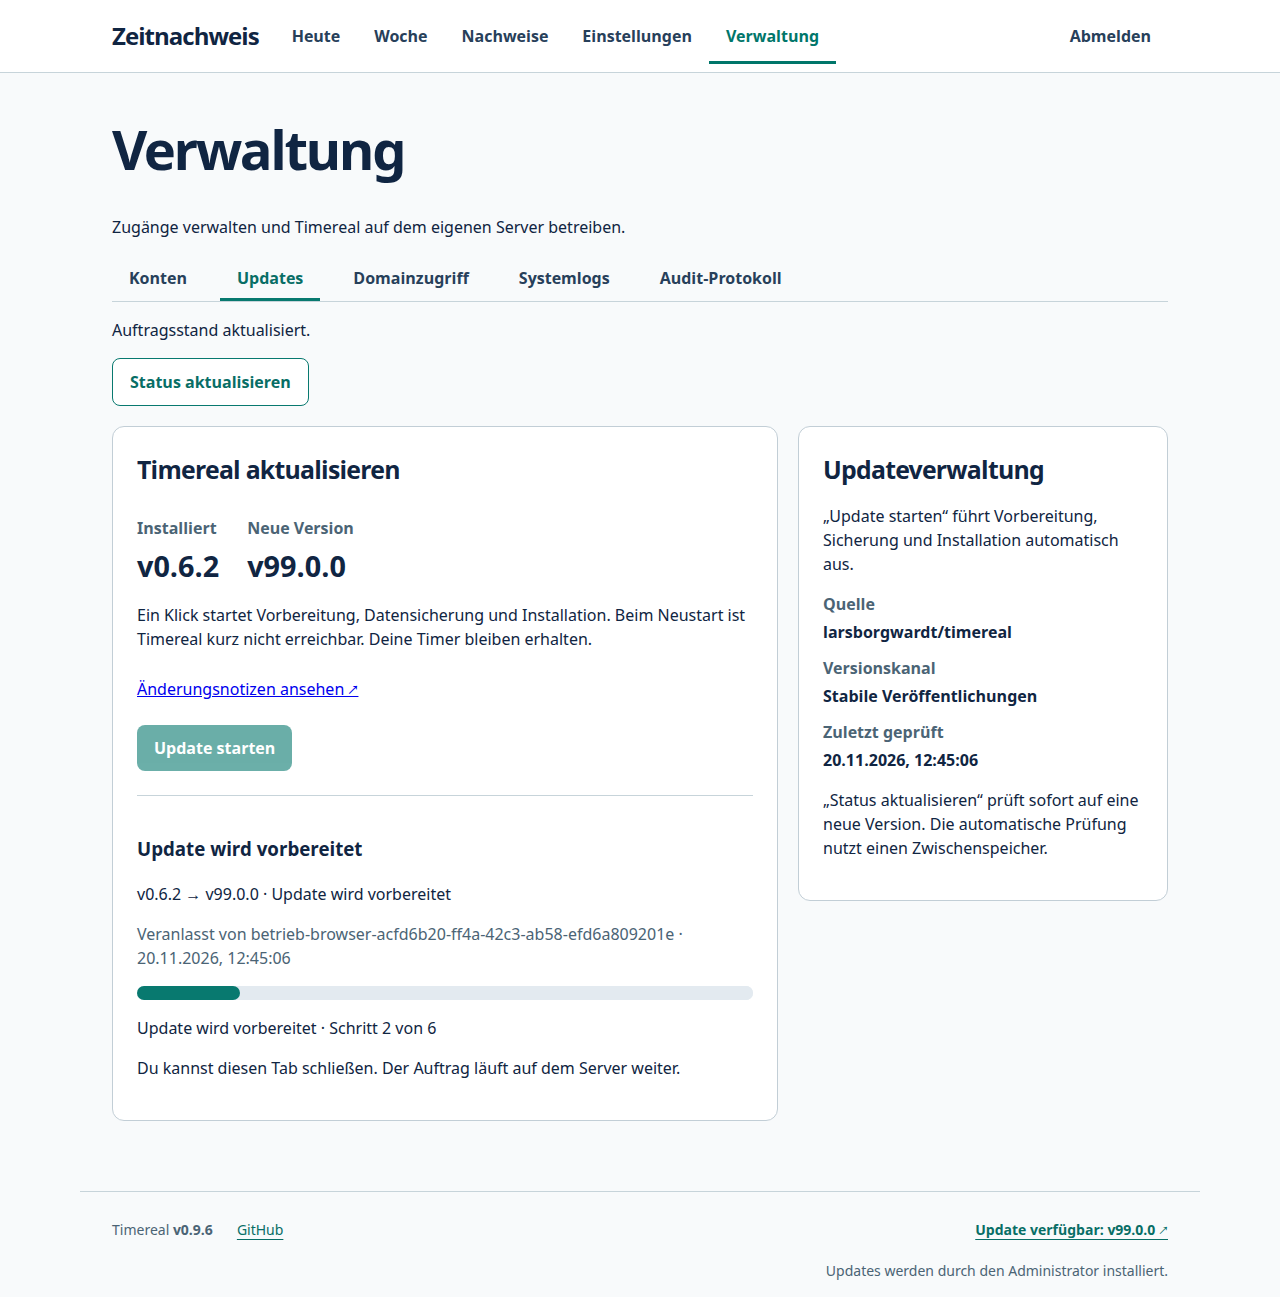 Zeitnachweis Heute Woche Nachweise Einstellungen Verwaltung Abmelden
Verwaltung
Zugänge verwalten und Timereal auf dem eigenen Server betreiben.
Konten Updates Domainzugriff Systemlogs Audit-Protokoll
Auftragsstand aktualisiert.
Status aktualisieren
Timereal aktualisieren
Installiert Neue Version
v0.6.2 v99.0.0
Ein Klick startet Vorbereitung, Datensicherung und Installation. Beim Neustart ist
Timereal kurz nicht erreichbar. Deine Timer bleiben erhalten.
Änderungsnotizen ansehen ↗
Update starten
Update wird vorbereitet
v0.6.2 → v99.0.0 · Update wird vorbereitet
Veranlasst von betrieb-browser-acfd6b20-ff4a-42c3-ab58-efd6a809201e ·
20.11.2026, 12:45:06
Update wird vorbereitet · Schritt 2 von 6
Du kannst diesen Tab schließen. Der Auftrag läuft auf dem Server weiter.
Updateverwaltung
„Update starten“ führt Vorbereitung,
Sicherung und Installation automatisch
aus.
Quelle
larsborgwardt/timereal
Versionskanal
Stabile Veröffentlichungen
Zuletzt geprüft
20.11.2026, 12:45:06
„Status aktualisieren“ prüft sofort auf eine
neue Version. Die automatische Prüfung
nutzt einen Zwischenspeicher.
Timereal v0.9.6 GitHub
Update verfügbar: v99.0.0 ↗
Updates werden durch den Administrator installiert.